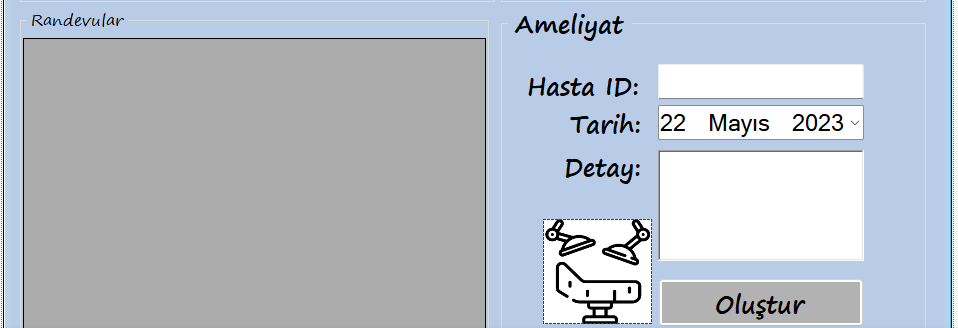 Randevular
Ameliyat
Hasta ID:
Tarih: 22 Mayıs 2023
Detay:
Oluştur